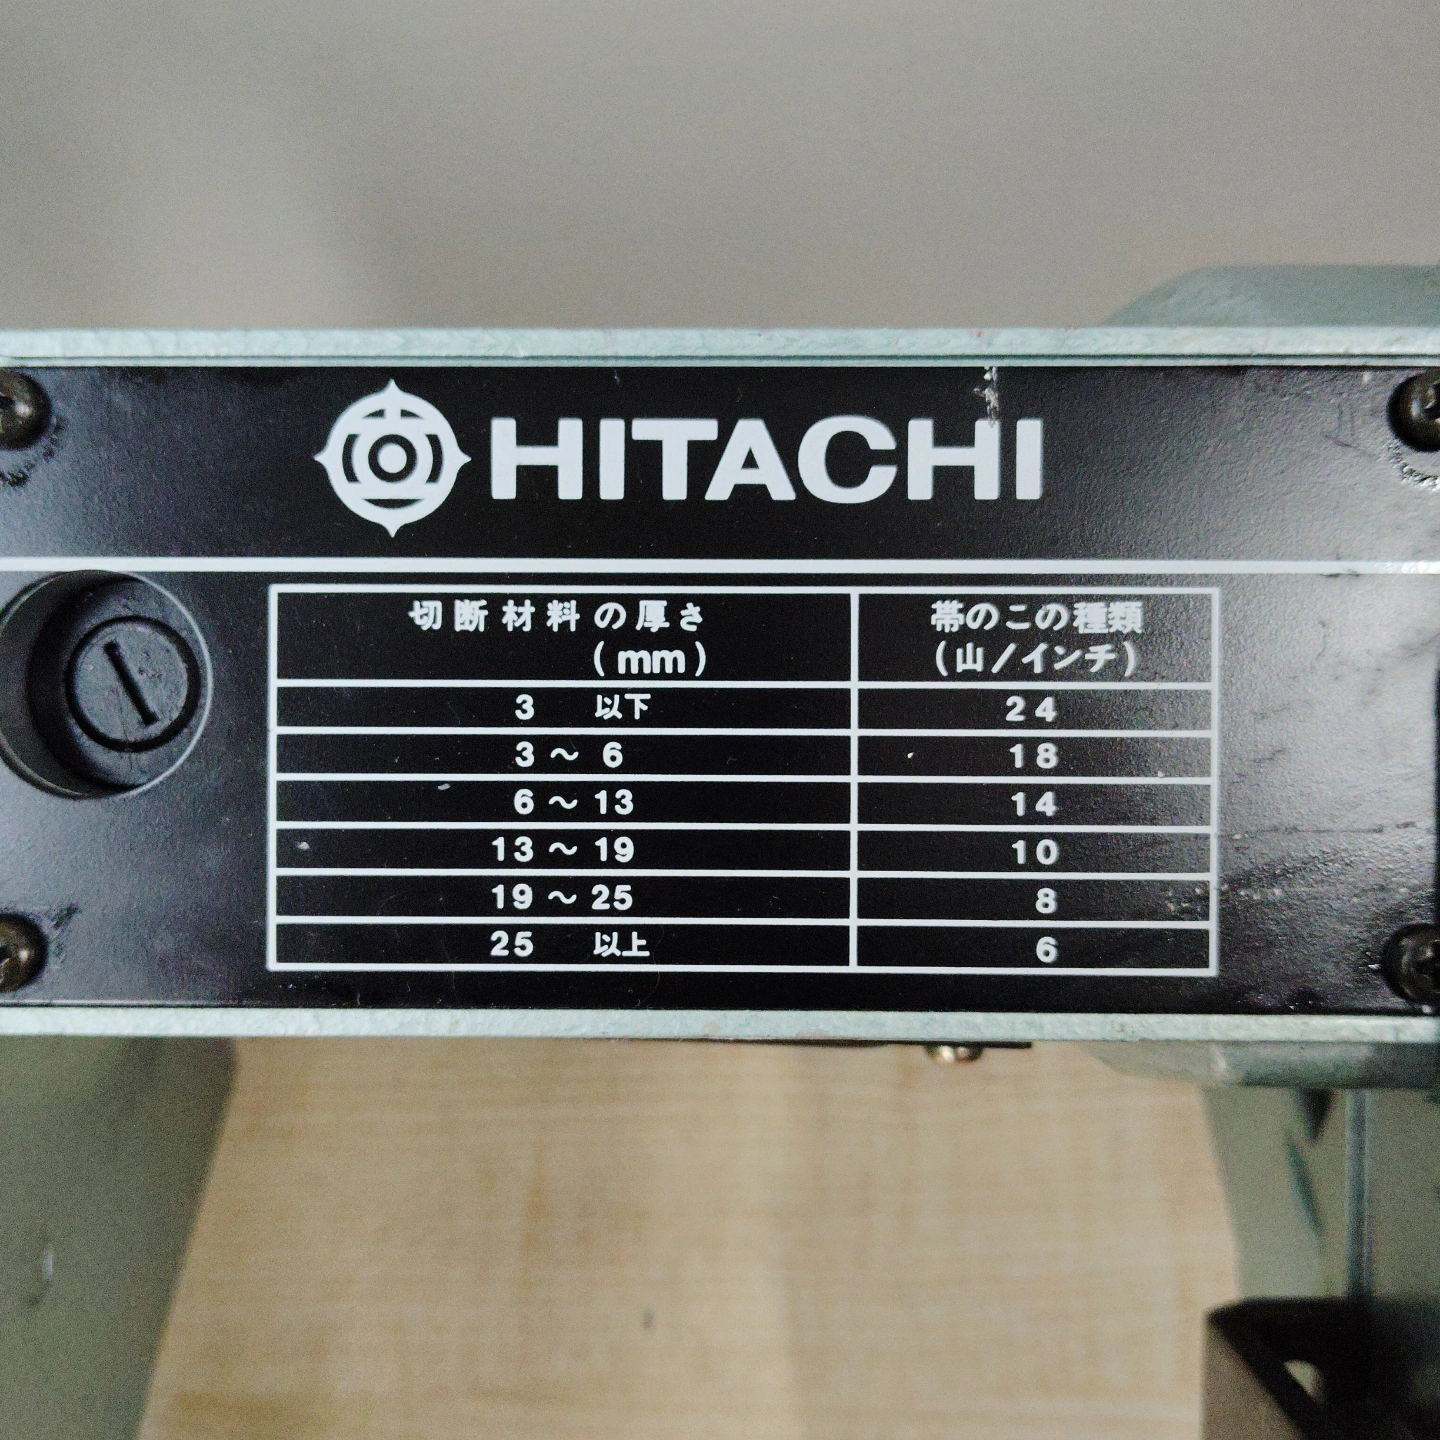 HITACHI
切断材料の厚さ 帯のこの種類
(mm) (山/インチ)
3 以下 24
3～6 18
6～13 14
13～19 10
19～25 8
25 以上 6